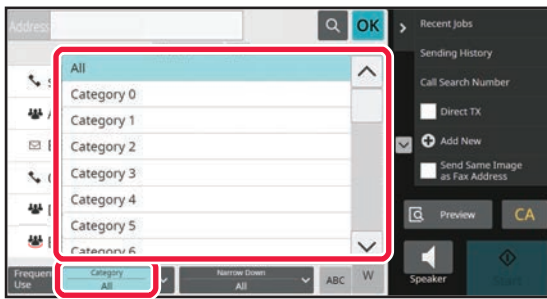 Address
OK
Recent Jobs
Sending History
Call Search Number
Direct TX
Add New
Send Same Image
as Fax Address
All
Category 0
Category 1
Category 2
Category 3
Category 4
Category 5
Category 6
Preview
CA
Speaker
Start
Frequent
Use
Category
All
Narrow Down
All
ABC
W